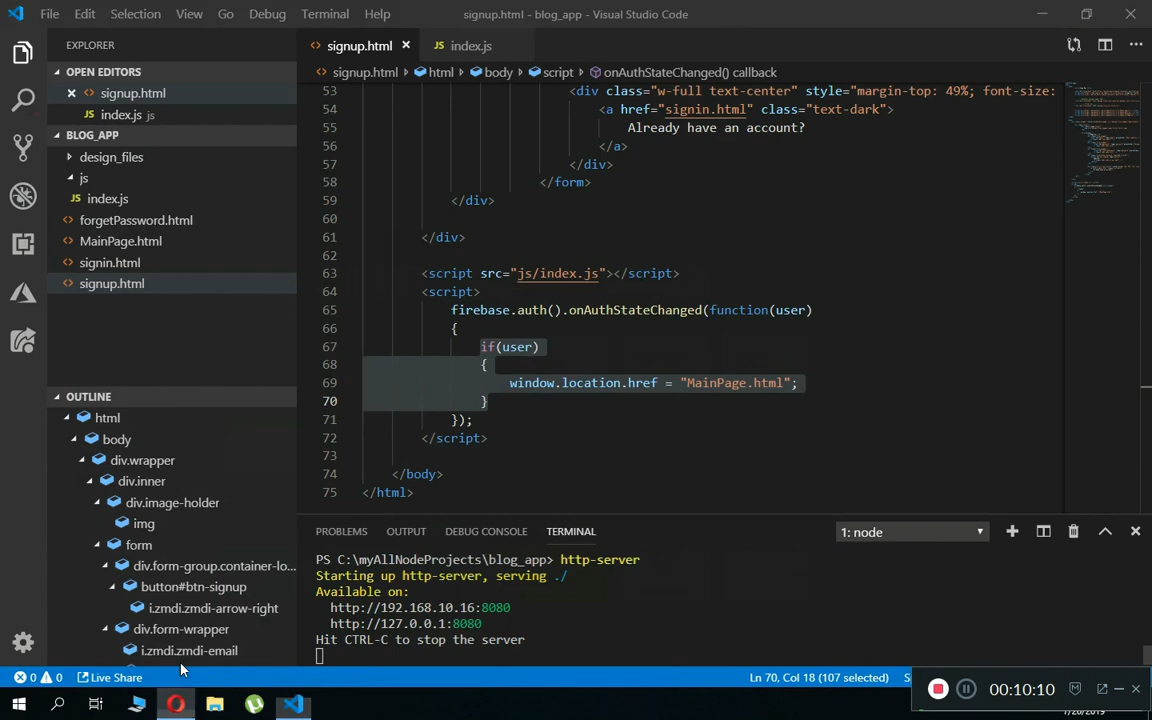 File Edit Selection View Go Debug Terminal Help signup.html - blog_app - Visual Studio Code
EXPLORER
OPEN EDITORS
signup.html
index.js js
BLOG_APP
design_files
js
JS index.js
forgetPassword.html
MainPage.html
signin.html
signup.html
OUTLINE
html
body
div.wrapper
div.inner
div.image-holder
img
form
div.form-group.container-lo...
button#btn-signup
i.zmdi.zmdi-arrow-right
div.form-wrapper
i.zmdi.zmdi-email
signup.html JS index.js
signup.html html body script onAuthStateChanged() callback
53 <div class="w-full text-center" style="margin-top: 49%; font-size:
54 <a href="signin.html" class="text-dark">
55 Already have an account?
56 </a>
57 </div>
58 </form>
59 </div>
60
61 </div>
62
63 <script src="js/index.js"></script>
64 <script>
65 firebase.auth().onAuthStateChanged(function(user)
66 {
67 if(user)
68 {
69 window.location.href = "MainPage.html";
70 }
71 });
72 </script>
73
74 </body>
75 </html>
PROBLEMS OUTPUT DEBUG CONSOLE TERMINAL 1: node
PS C:\myAllNodeProjects\blog_app> http-server
Starting up http-server, serving ./
Available on:
http://192.168.10.16:8080
http://127.0.0.1:8080
Hit CTRL-C to stop the server
0 0 Live Share Ln 70, Col 18 (107 selected)
00:10:10